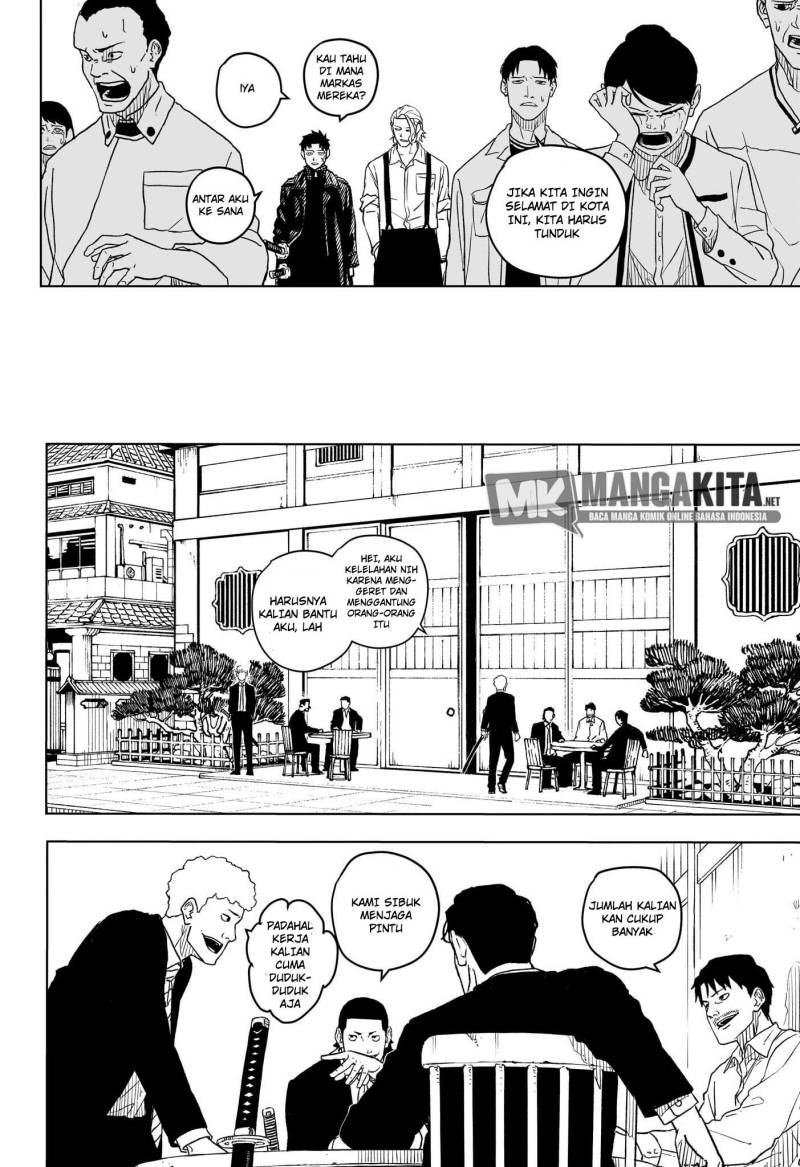 KAU TAHU
DI MANA
MARKAS
MEREKA?
IYA
ANTAR AKU
KE SANA
JIKA KITA INGIN
SELAMAT DI KOTA
INI, KITA HARUS
TUNDUK
MK MANGAKITA.NET
BACA MANGA KOMIK ONLINE BAHASA INDONESIA
HEI, AKU
KELELAHAN NIH
KARENA MENG-
GERET DAN
MENGGANTUNG
ORANG-ORANG
ITU
HARUSNYA
KALIAN BANTU
AKU, LAH
JUMLAH KALIAN
KAN CUKUP
BANYAK
KAMI SIBUK
MENJAGA
PINTU
PADAHAL
KERJA
KALIAN
CUMA
DUDUK-
DUDUK
AJA